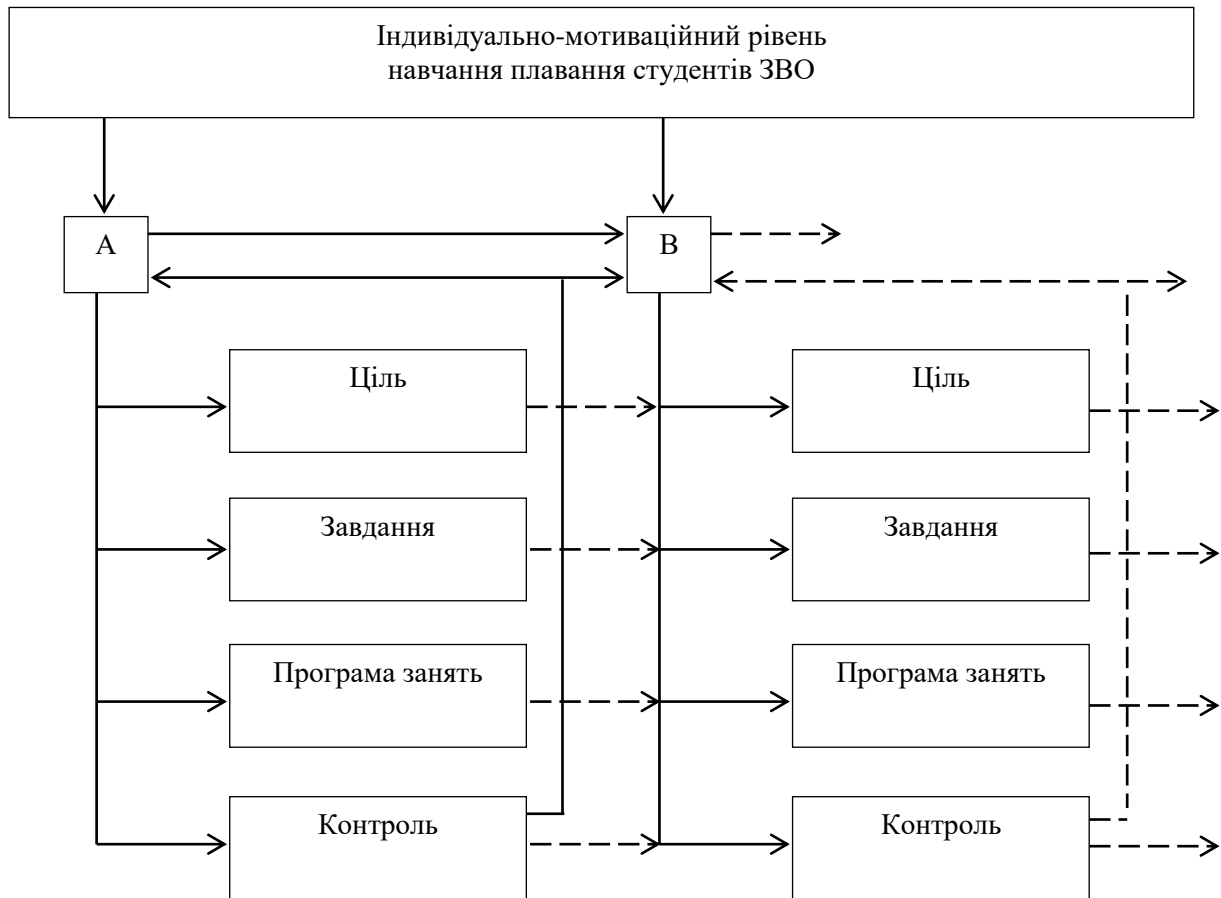 Індивідуально-мотиваційний рівень
навчання плавання студентів ЗВО
А
В
Ціль
Ціль
Завдання
Завдання
Програма занять
Програма занять
Контроль
Контроль